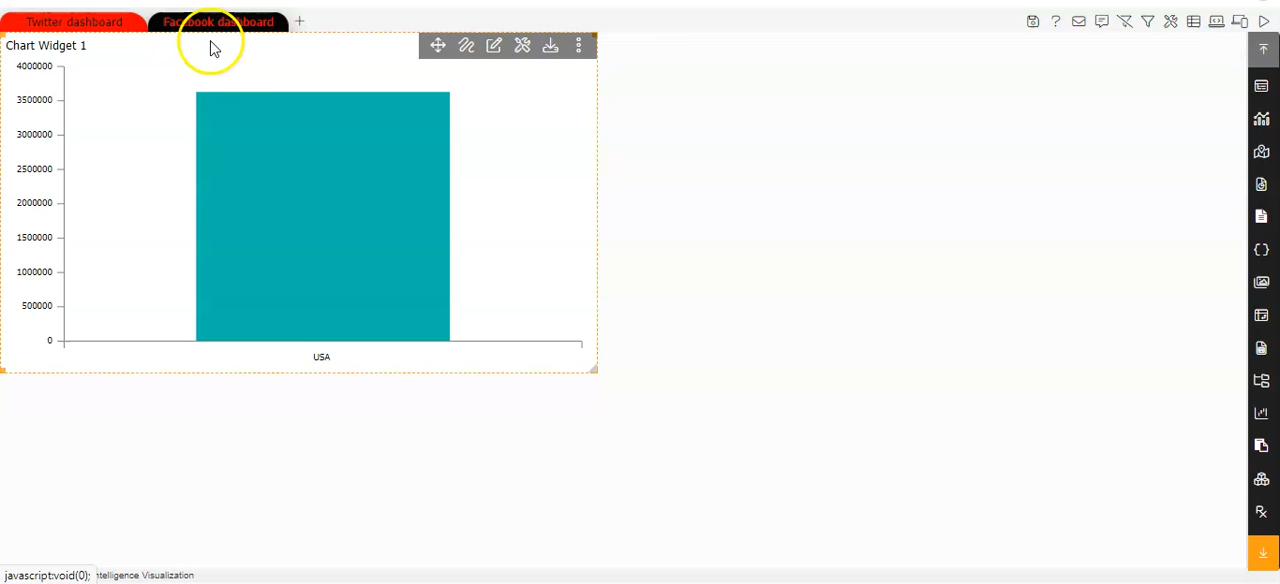 Twitter dashboard
Facebook dashboard
+
?
Chart Widget 1
4000000
3500000
3000000
2500000
2000000
1500000
1000000
500000
0
USA
javascript:void(0);
ntelligence Visualization